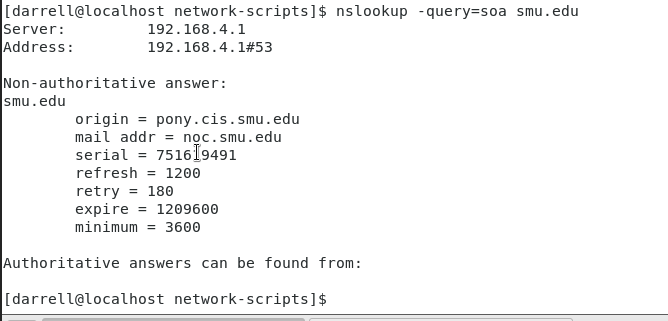 [darrell@localhost network-scripts]$ nslookup -query=soa smu.edu
Server:         192.168.4.1
Address:        192.168.4.1#53

Non-authoritative answer:
smu.edu
        origin = pony.cis.smu.edu
        mail addr = noc.smu.edu
        serial = 751619491
        refresh = 1200
        retry = 180
        expire = 1209600
        minimum = 3600

Authoritative answers can be found from:

[darrell@localhost network-scripts]$